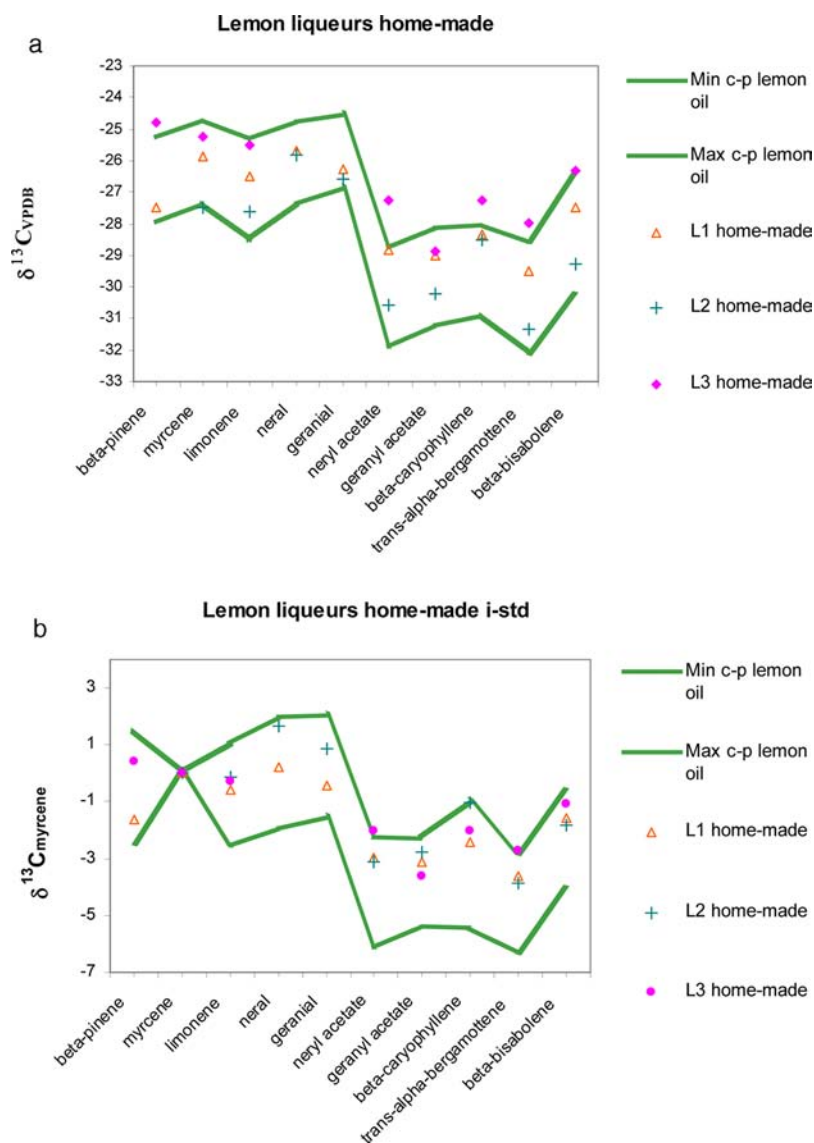 Lemon liqueurs home-made
a
-23
-24
-25
-26
-27
-28
-29
-30
-31
-32
-33
δ ¹³CVPDB
beta-pinene
myrcene
limonene
neral
geranial
neryl acetate
geranyl acetate
beta-caryophyllene
trans-alpha-bergamottene
beta-bisabolene
Min c-p lemon
oil
Max c-p lemon
oil
L1 home-made
L2 home-made
L3 home-made
Lemon liqueurs home-made i-std
b
3
1
-1
-3
-5
-7
δ ¹³Cmyrcene
beta-pinene
myrcene
limonene
neral
geranial
neryl acetate
geranyl acetate
beta-caryophyllene
trans-alpha-bergamottene
beta-bisabolene
Min c-p lemon
oil
Max c-p lemon
oil
L1 home-made
L2 home-made
L3 home-made